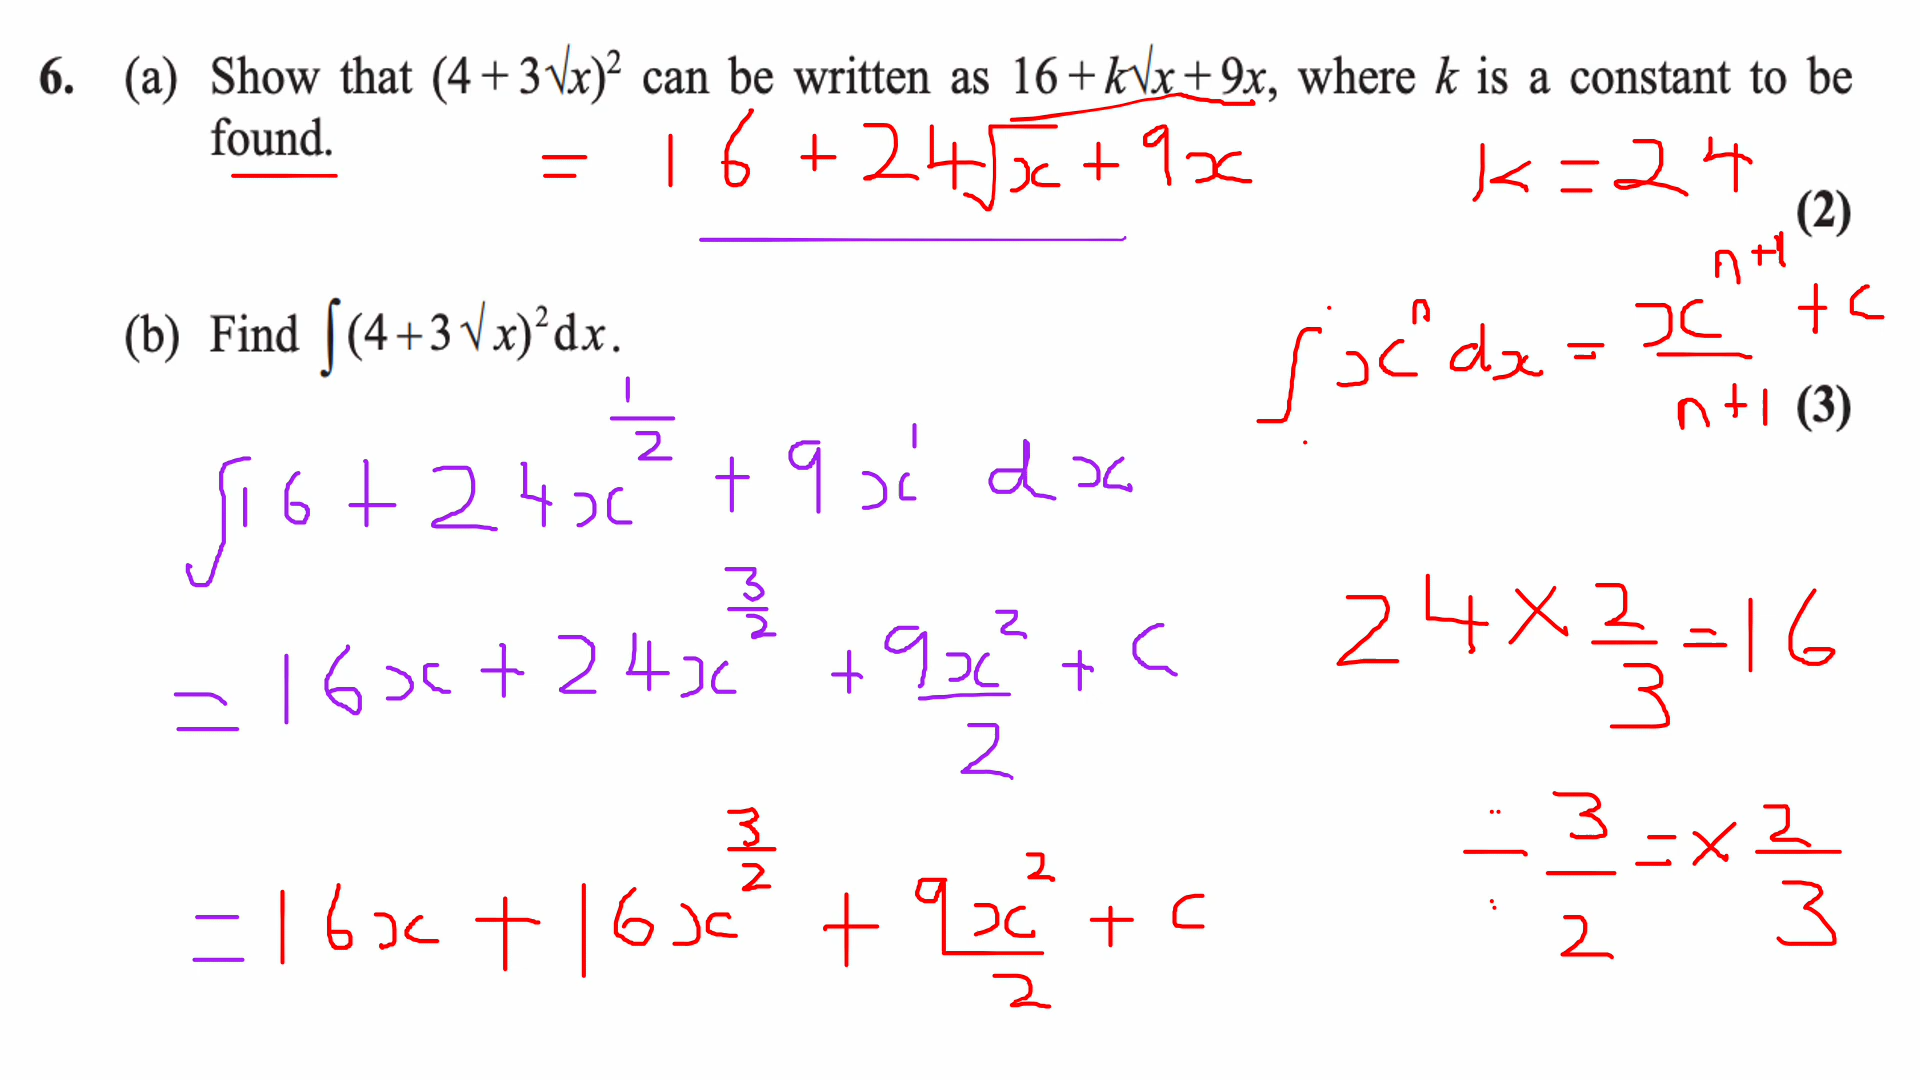 6. (a) Show that (4 + 3√x)² can be written as 16 + k√x + 9x, where k is a constant to be
found.
= 16 + 24√x + 9x
k = 24
(2)
(b) Find ∫(4 + 3√x)² dx.
∫ xⁿ dx = xⁿ⁺¹/n+1 + c
(3)
∫16 + 24x^(1/2) + 9x¹ dx
= 16x + 24x^(3/2) + 9x²/2 + c
24 × 2/3 = 16
÷ 3/2 = × 2/3
= 16x + 16x^(3/2) + 9x²/2 + c